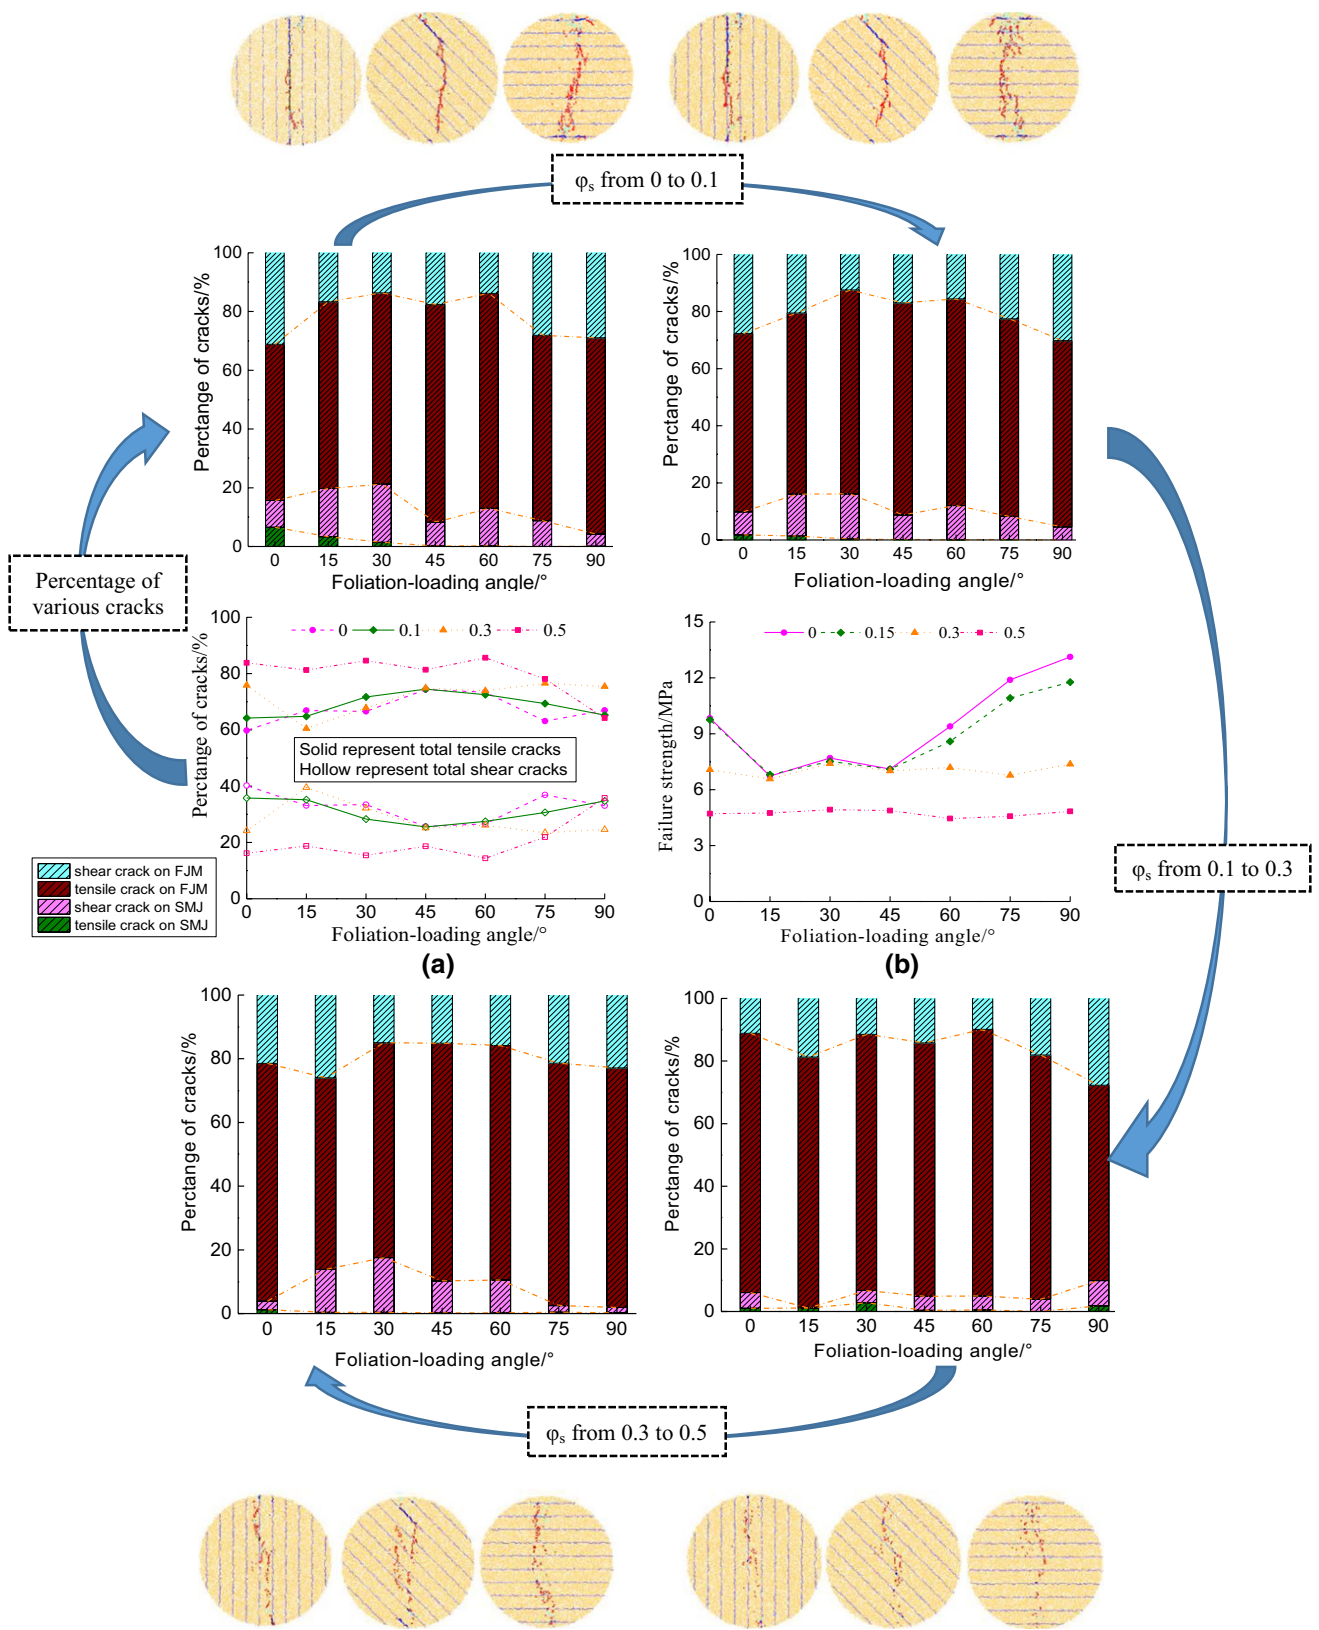 φs from 0 to 0.1
100
80
60
40
20
0
Perctange of cracks/%
0 15 30 45 60 75 90
Foliation-loading angle/°
100
80
60
40
20
0
Perctange of cracks/%
0 15 30 45 60 75 90
Foliation-loading angle/°
Percentage of
various cracks
100
80
60
40
20
0
Perctange of cracks/%
0 0.1 0.3 0.5
Solid represent total tensile cracks
Hollow represent total shear cracks
0 15 30 45 60 75 90
Foliation-loading angle/°
(a)
15
12
9
6
3
0
Failure strength/MPa
0 0.15 0.3 0.5
0 15 30 45 60 75 90
Foliation-loading angle/°
(b)
shear crack on FJM
tensile crack on FJM
shear crack on SMJ
tensile crack on SMJ
φs from 0.1 to 0.3
100
80
60
40
20
0
Perctange of cracks/%
0 15 30 45 60 75 90
Foliation-loading angle/°
100
80
60
40
20
0
Perctange of cracks/%
0 15 30 45 60 75 90
Foliation-loading angle/°
φs from 0.3 to 0.5